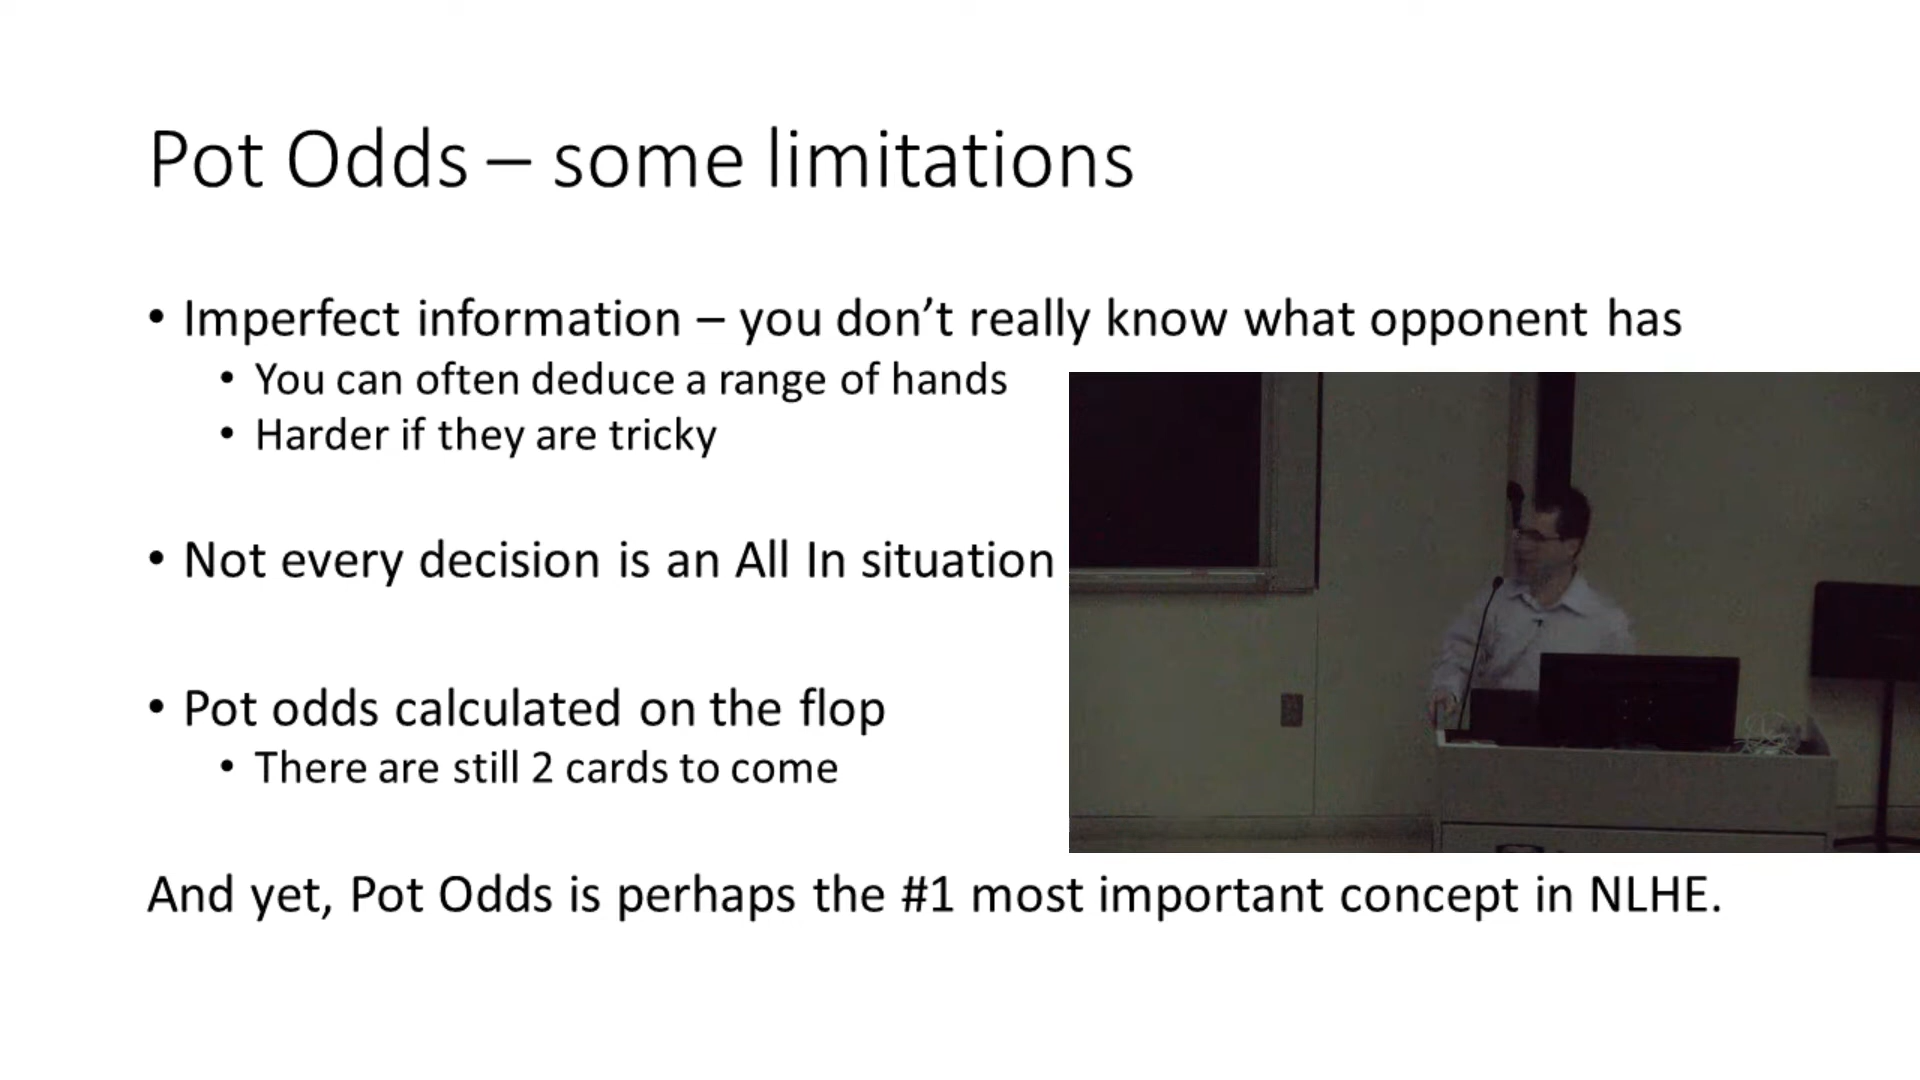 Pot Odds – some limitations
• Imperfect information – you don’t really know what opponent has
• You can often deduce a range of hands
• Harder if they are tricky
• Not every decision is an All In situation
• Pot odds calculated on the flop
• There are still 2 cards to come
And yet, Pot Odds is perhaps the #1 most important concept in NLHE.